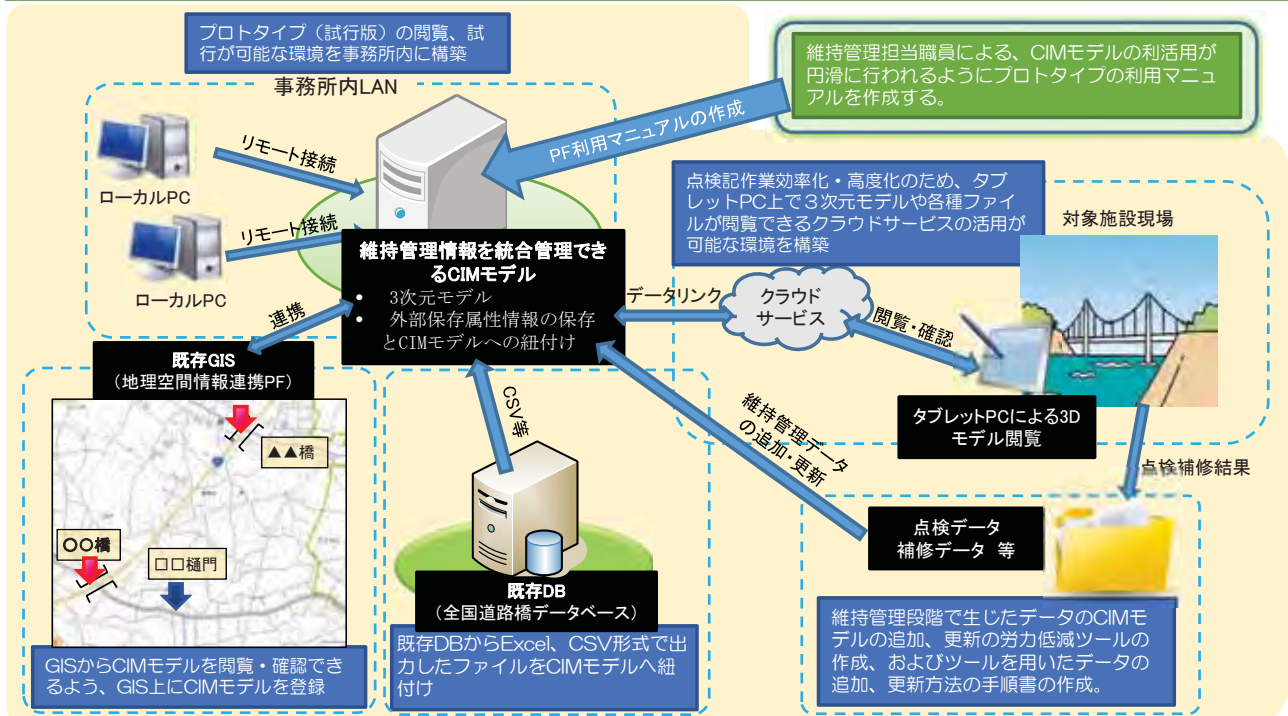 プロトタイプ（試行版）の閲覧、試
行が可能な環境を事務所内に構築
維持管理担当職員による、CIMモデルの利活用が
円滑に行われるようにプロトタイプの利用マニュ
アルを作成する。
事務所内LAN
PF利用マニュアルの作成
リモート接続
ローカルPC
リモート接続
ローカルPC
点検記作業効率化・高度化のため、タブ
レットPC上で３次元モデルや各種ファイ
ルが閲覧できるクラウドサービスの活用が
可能な環境を構築
対象施設現場
維持管理情報を統合管理でき
るCIMモデル
• 3次元モデル
• 外部保存属性情報の保存
とCIMモデルへの紐付け
データリンク
クラウド
サービス
閲覧・確認
連携
既存GIS
（地理空間情報連携PF）
▲▲橋
〇〇橋
□□樋門
CSV等
維持管理データ
の追加・更新
タブレットPCによる3D
モデル閲覧
点検補修結果
点検データ
補修データ 等
既存DB
（全国道路橋データベース）
GISからCIMモデルを閲覧・確認でき
るよう、GIS上にCIMモデルを登録
既存DBからExcel、CSV形式で出
力したファイルをCIMモデルへ紐
付け
維持管理段階で生じたデータのCIMモ
デルの追加、更新の労力低減ツールの
作成、およびツールを用いたデータの
追加、更新方法の手順書の作成。